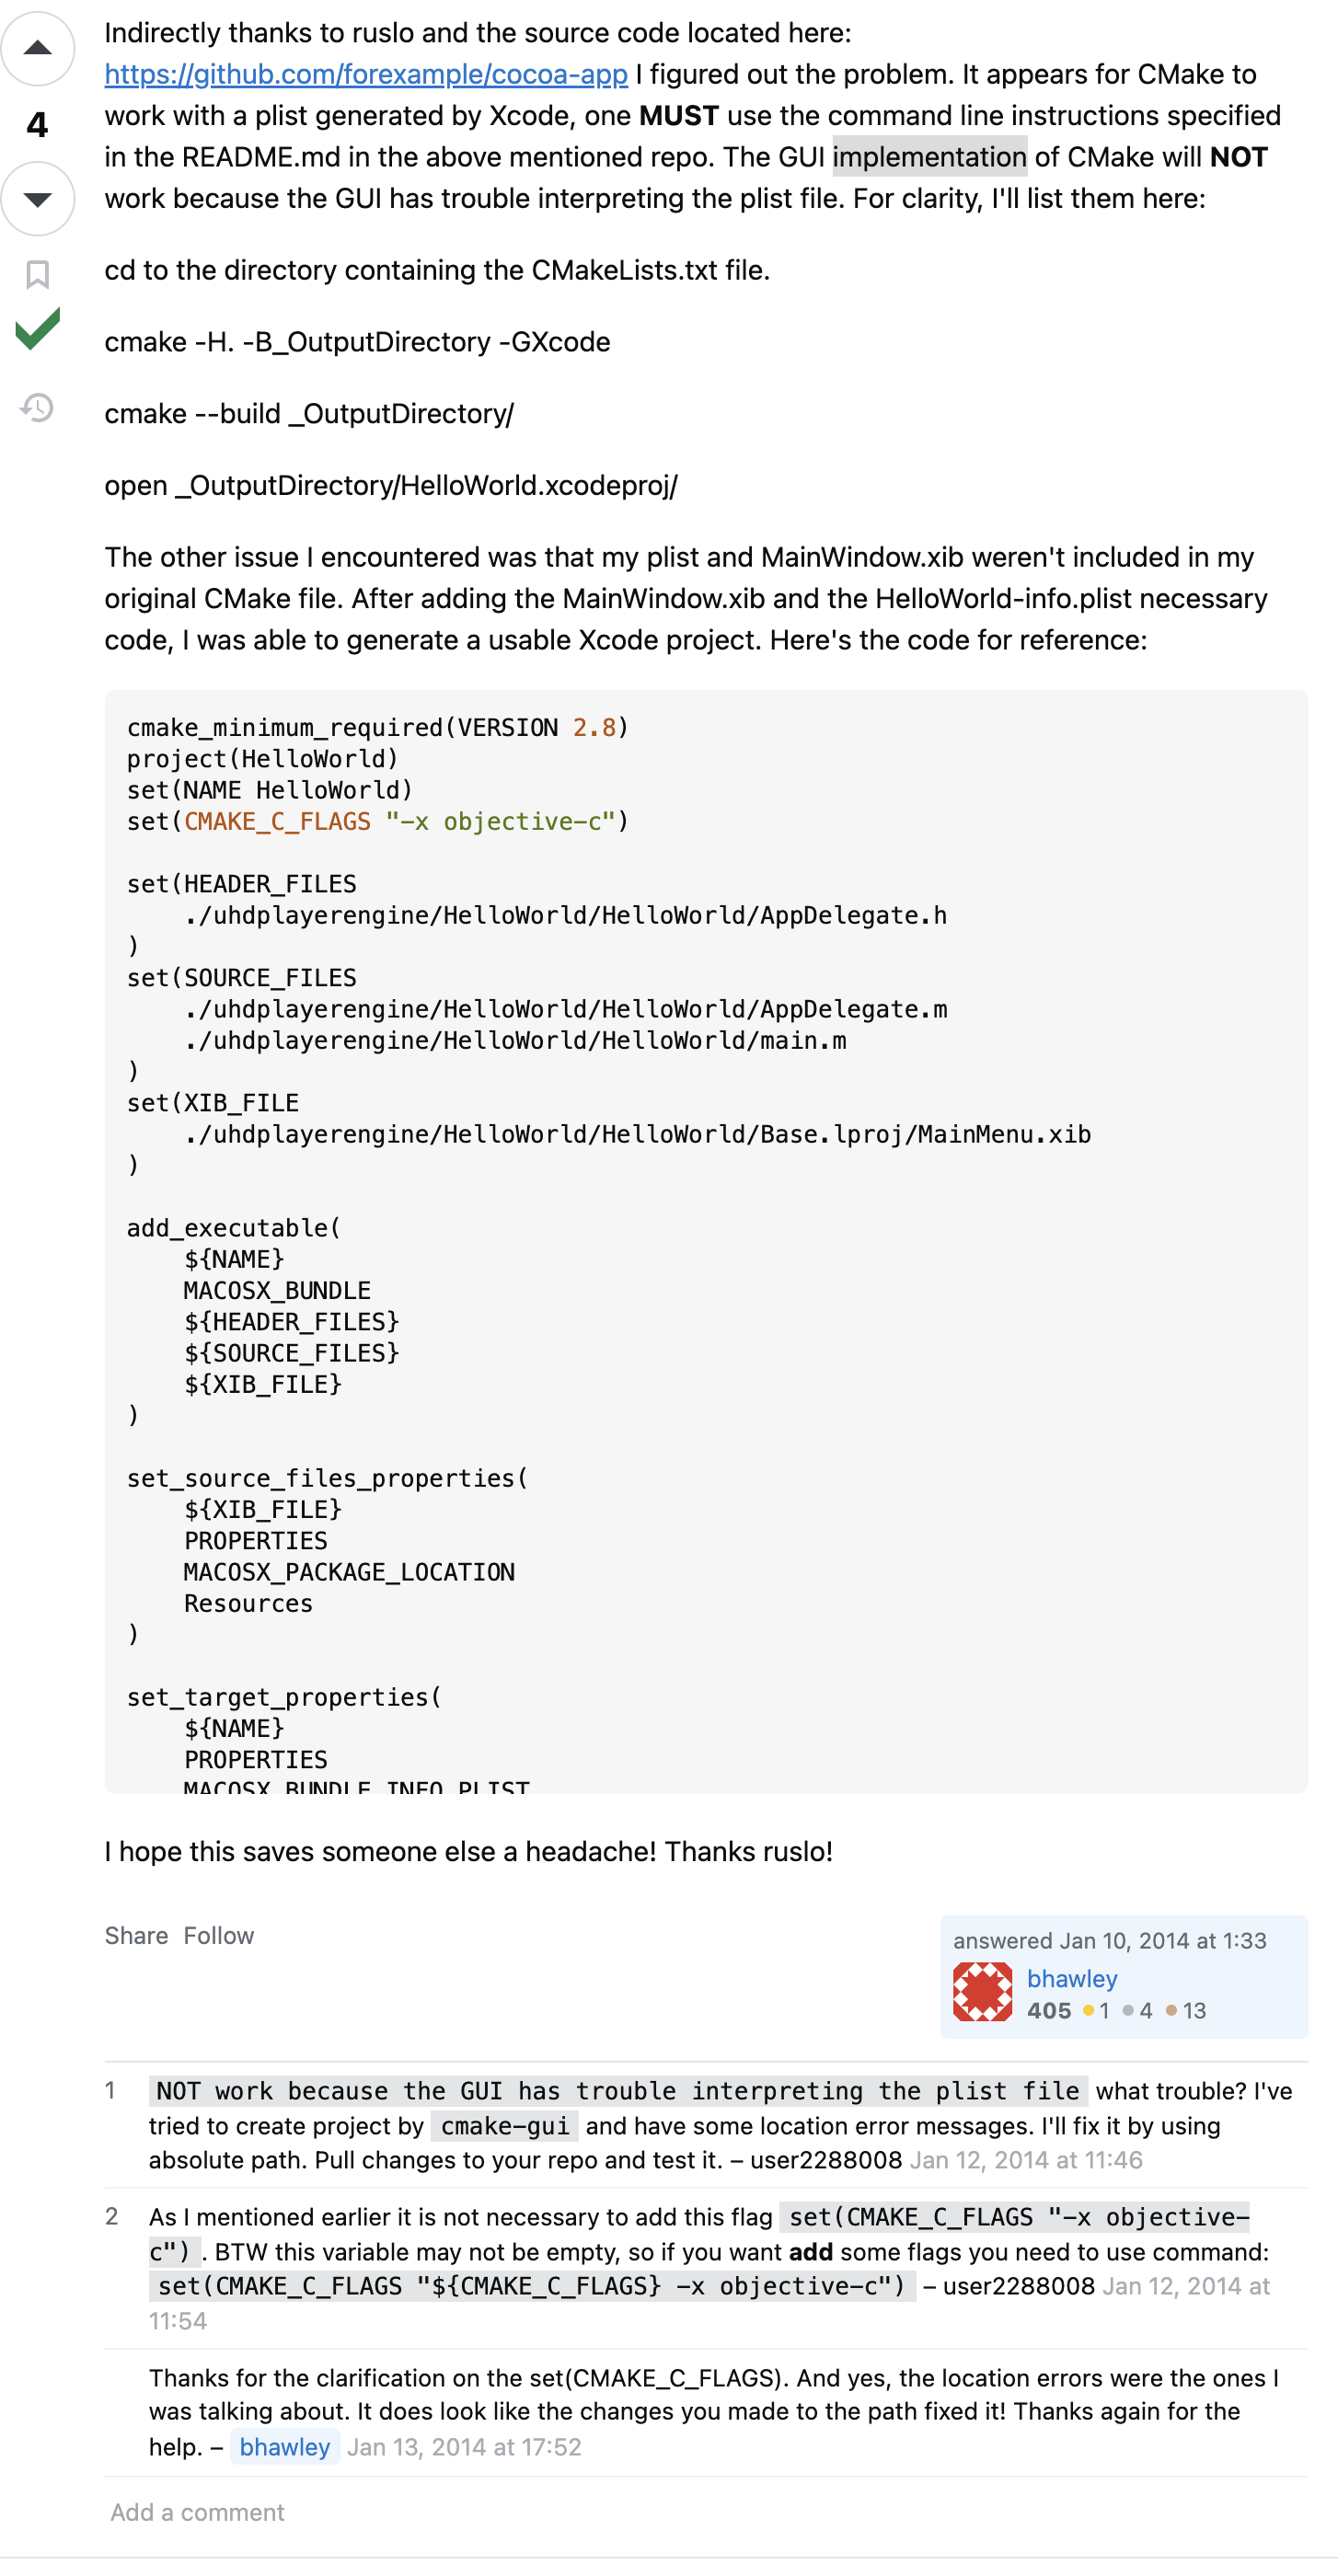 Indirectly thanks to ruslo and the source code located here:
https://github.com/forexample/cocoa-app I figured out the problem. It appears for CMake to
4
work with a plist generated by Xcode, one MUST use the command line instructions specified
in the README.md in the above mentioned repo. The GUI implementation of CMake will NOT
work because the GUI has trouble interpreting the plist file. For clarity, I'll list them here:
cd to the directory containing the CMakeLists.txt file.
cmake -H. -B_OutputDirectory -GXcode
cmake --build _OutputDirectory/
open _OutputDirectory/HelloWorld.xcodeproj/
The other issue I encountered was that my plist and MainWindow.xib weren't included in my
original CMake file. After adding the MainWindow.xib and the HelloWorld-info.plist necessary
code, I was able to generate a usable Xcode project. Here's the code for reference:
cmake_minimum_required(VERSION 2.8)
project(HelloWorld)
set(NAME HelloWorld)
set(CMAKE_C_FLAGS "-x objective-c")
set(HEADER_FILES
    ./uhdplayerengine/HelloWorld/HelloWorld/AppDelegate.h
)
set(SOURCE_FILES
    ./uhdplayerengine/HelloWorld/HelloWorld/AppDelegate.m
    ./uhdplayerengine/HelloWorld/HelloWorld/main.m
)
set(XIB_FILE
    ./uhdplayerengine/HelloWorld/HelloWorld/Base.lproj/MainMenu.xib
)
add_executable(
    ${NAME}
    MACOSX_BUNDLE
    ${HEADER_FILES}
    ${SOURCE_FILES}
    ${XIB_FILE}
)
set_source_files_properties(
    ${XIB_FILE}
    PROPERTIES
    MACOSX_PACKAGE_LOCATION
    Resources
)
set_target_properties(
    ${NAME}
    PROPERTIES
    MACOSX_BUNDLE_INFO_PLIST
I hope this saves someone else a headache! Thanks ruslo!
Share Follow
answered Jan 10, 2014 at 1:33
bhawley
405 1 4 13
1 NOT work because the GUI has trouble interpreting the plist file what trouble? I've
tried to create project by cmake-gui and have some location error messages. I'll fix it by using
absolute path. Pull changes to your repo and test it. – user2288008 Jan 12, 2014 at 11:46
2 As I mentioned earlier it is not necessary to add this flag set(CMAKE_C_FLAGS "-x objective-
c") . BTW this variable may not be empty, so if you want add some flags you need to use command:
set(CMAKE_C_FLAGS "${CMAKE_C_FLAGS} -x objective-c") – user2288008 Jan 12, 2014 at
11:54
Thanks for the clarification on the set(CMAKE_C_FLAGS). And yes, the location errors were the ones I
was talking about. It does look like the changes you made to the path fixed it! Thanks again for the
help. – bhawley Jan 13, 2014 at 17:52
Add a comment